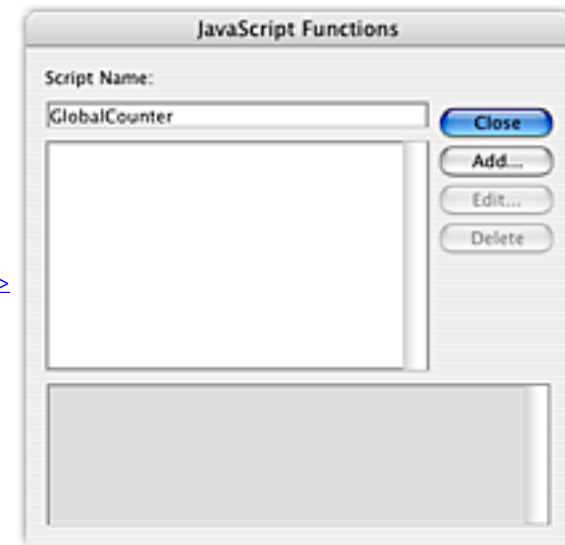 JavaScript Functions
Script Name:
GlobalCounter
Close
Add...
Edit...
Delete
>